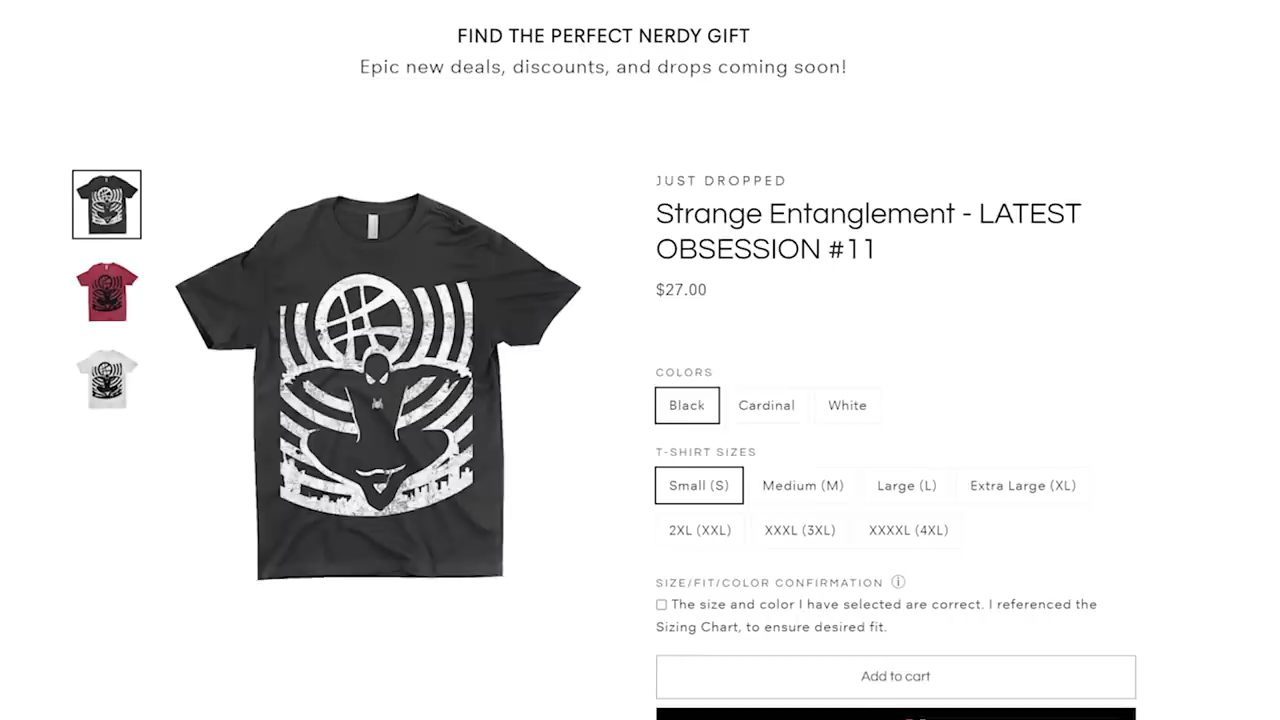 FIND THE PERFECT NERDY GIFT
Epic new deals, discounts, and drops coming soon!
JUST DROPPED
Strange Entanglement - LATEST
OBSESSION #11
$27.00
COLORS
Black
Cardinal
White
T-SHIRT SIZES
Small (S)
Medium (M)
Large (L)
Extra Large (XL)
2XL (XXL)
XXXL (3XL)
XXXXL (4XL)
SIZE/FIT/COLOR CONFIRMATION
The size and color I have selected are correct. I referenced the
Sizing Chart, to ensure desired fit.
Add to cart